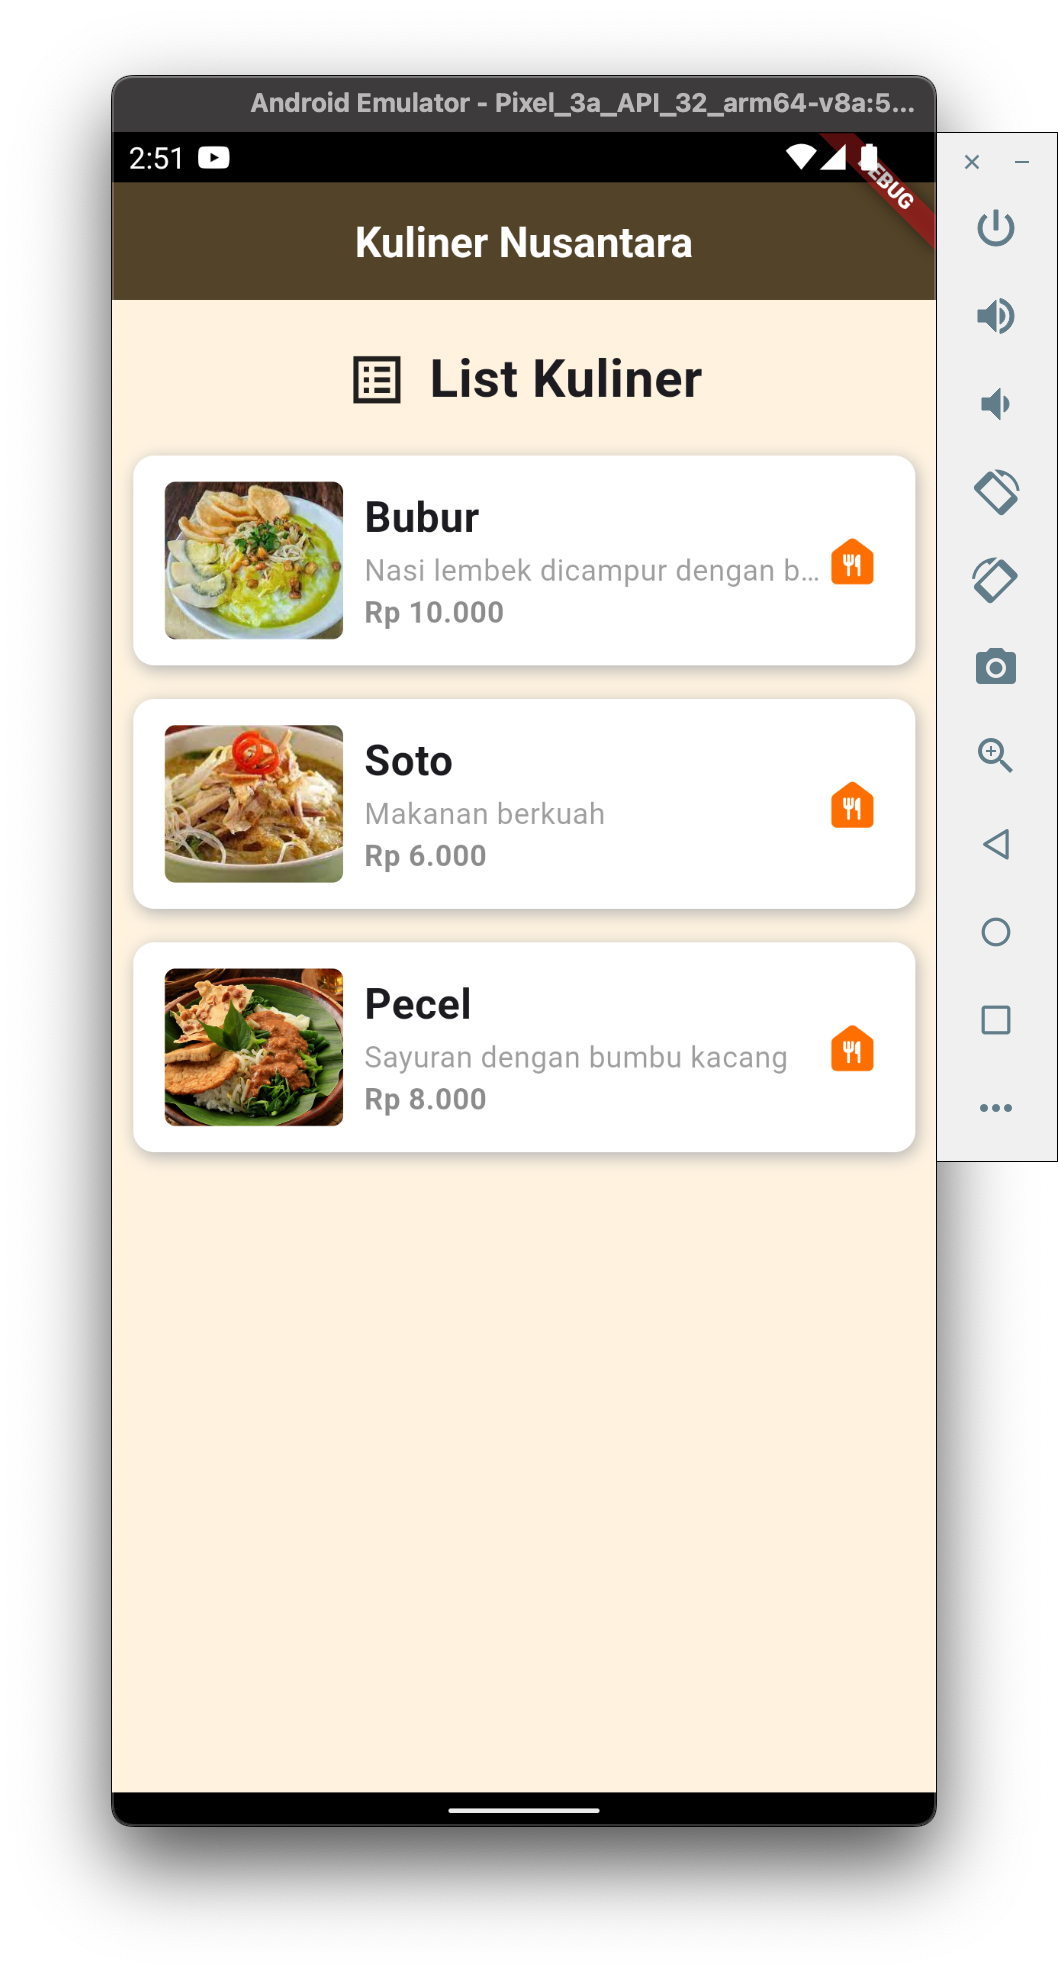 Android Emulator - Pixel_3a_API_32_arm64-v8a:5...
2:51
DEBUG
Kuliner Nusantara
List Kuliner
Bubur
Nasi lembek dicampur dengan b...
Rp 10.000
Soto
Makanan berkuah
Rp 6.000
Pecel
Sayuran dengan bumbu kacang
Rp 8.000